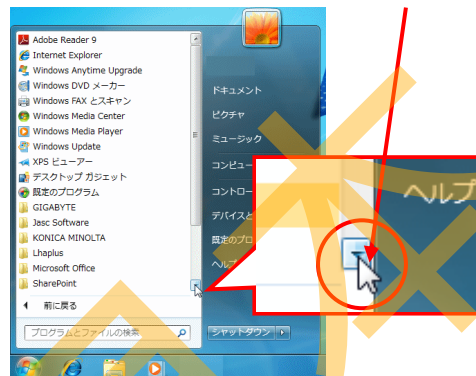 Adobe Reader 9
Internet Explorer
Windows Anytime Upgrade
Windows DVD メーカー
Windows FAX とスキャン
Windows Media Center
Windows Media Player
Windows Update
XPS ビューアー
デスクトップ ガジェット
既定のプログラム
GIGABYTE
Jasc Software
KONICA MINOLTA
Lhaplus
Microsoft Office
SharePoint
前に戻る
プログラムとファイルの検索
ドキュメント
ピクチャ
ミュージック
コンピュー
コントロー
デバイスと
既定のプロ
ヘルプ
シャットダウン
ヘルプ